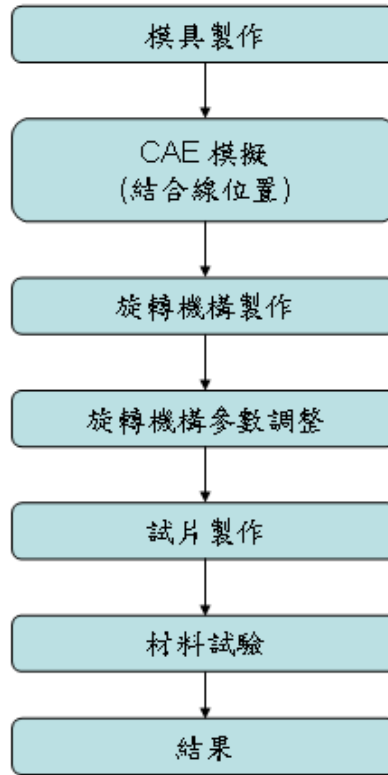 模具製作
CAE 模擬
(結合線位置)
旋轉機構製作
旋轉機構參數調整
試片製作
材料試驗
結果